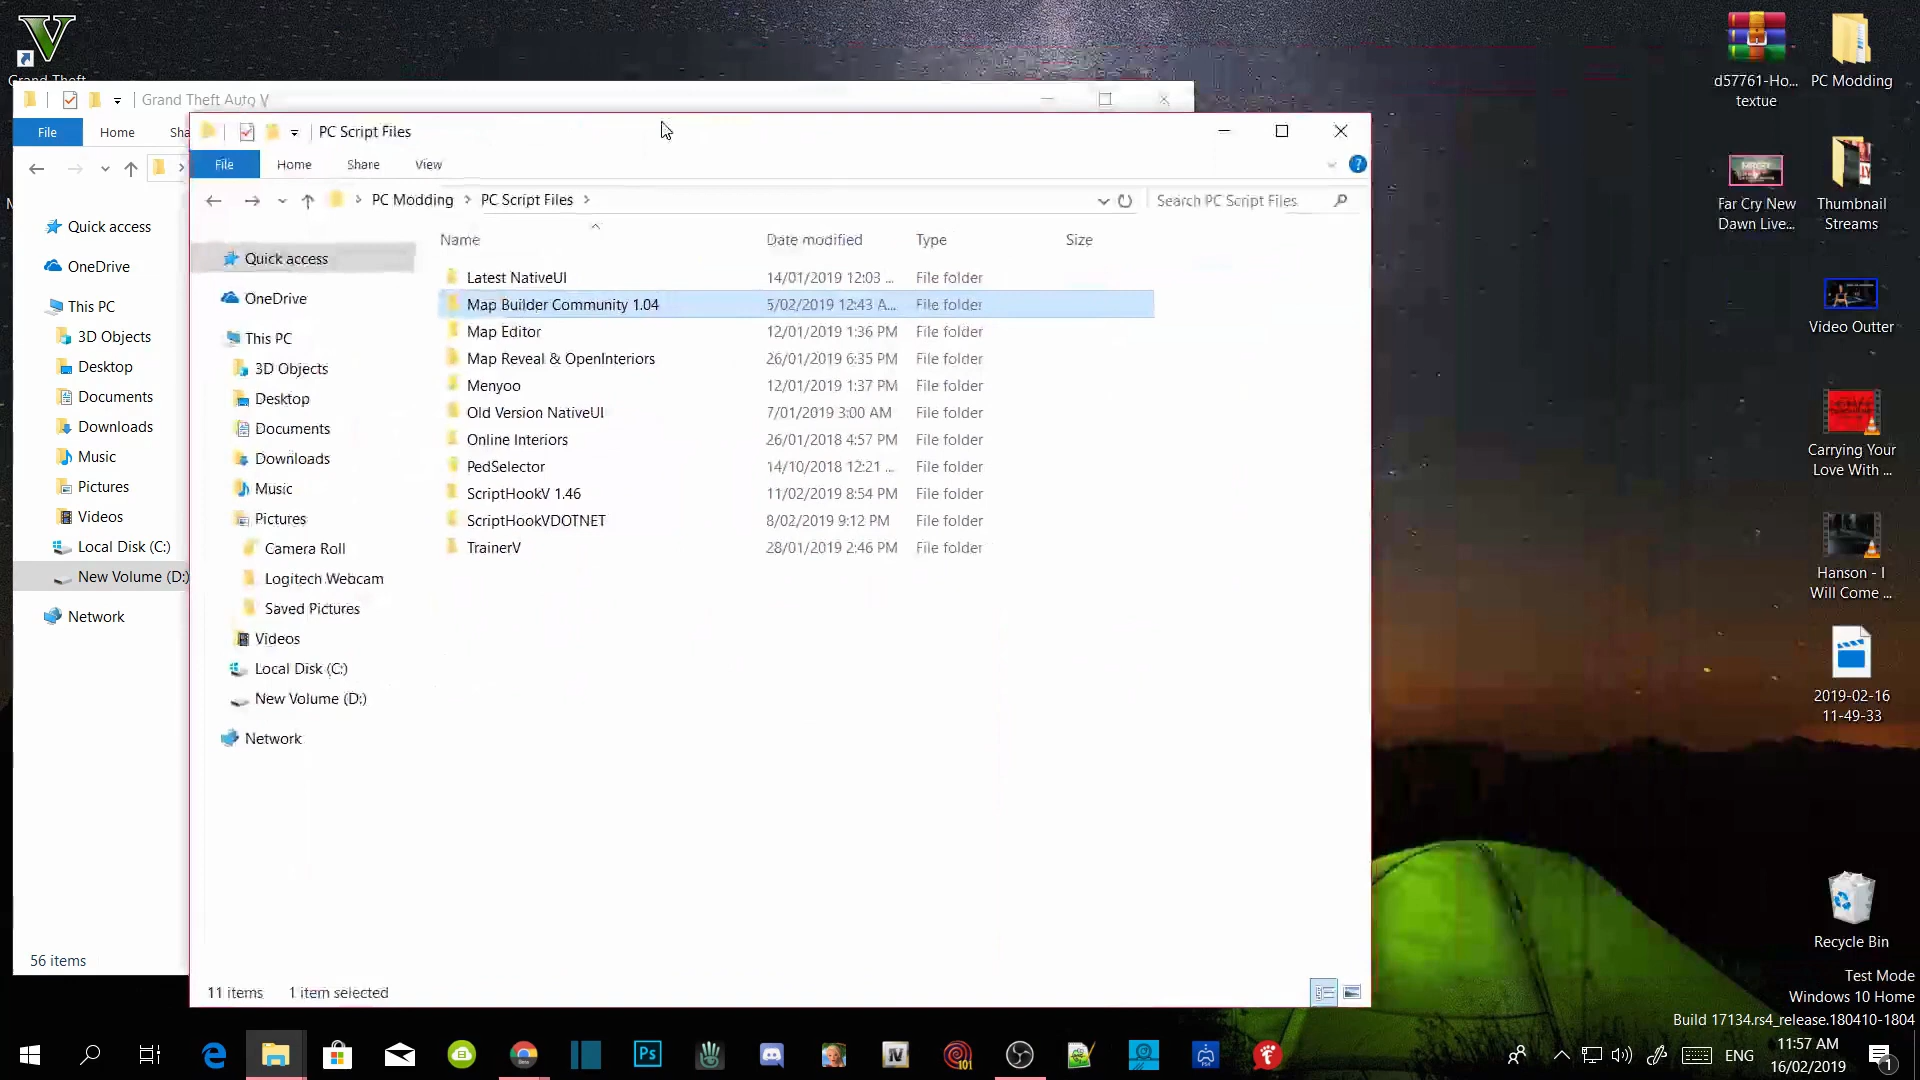 Grand Theft
Grand Theft Auto V
File
Home
Sha
Quick access
OneDrive
This PC
3D Objects
Desktop
Documents
Downloads
Music
Pictures
Videos
Local Disk (C:)
New Volume (D:)
Network
56 items
PC Script Files
File
Home
Share
View
PC Modding
PC Script Files
Search PC Script Files
Name
Date modified
Type
Size
Quick access
OneDrive
This PC
3D Objects
Desktop
Documents
Downloads
Music
Pictures
Camera Roll
Logitech Webcam
Saved Pictures
Videos
Local Disk (C:)
New Volume (D:)
Network
Latest NativeUI 14/01/2019 12:03 ... File folder
Map Builder Community 1.04 5/02/2019 12:43 A... File folder
Map Editor 12/01/2019 1:36 PM File folder
Map Reveal & OpenInteriors 26/01/2019 6:35 PM File folder
Menyoo 12/01/2019 1:37 PM File folder
Old Version NativeUI 7/01/2019 3:00 AM File folder
Online Interiors 26/01/2018 4:57 PM File folder
PedSelector 14/10/2018 12:21 ... File folder
ScriptHookV 1.46 11/02/2019 8:54 PM File folder
ScriptHookVDOTNET 8/02/2019 9:12 PM File folder
TrainerV 28/01/2019 2:46 PM File folder
11 items 1 item selected
d57761-Ho...
textue
PC Modding
Far Cry New
Dawn Live...
Thumbnail
Streams
Video Outter
Carrying Your
Love With ...
Hanson - I
Will Come ...
2019-02-16
11-49-33
Recycle Bin
Test Mode
Windows 10 Home
Build 17134.rs4_release.180410-1804
Ps
IV
101
ENG
11:57 AM
16/02/2019
1